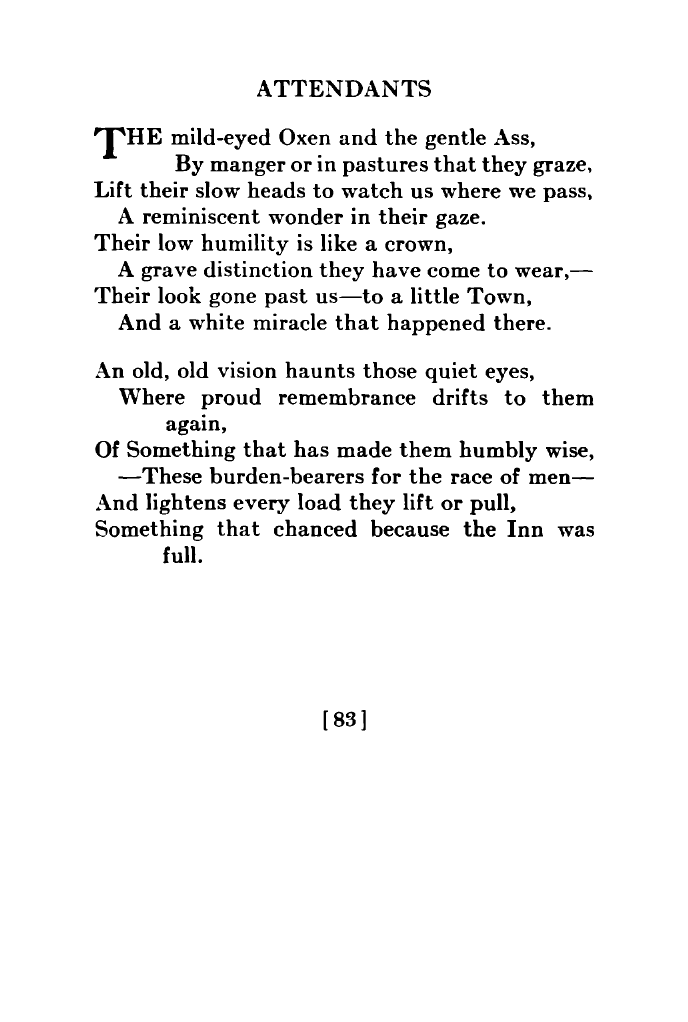 ATTENDANTS
THE mild-eyed Oxen and the gentle Ass,
By manger or in pastures that they graze,
Lift their slow heads to watch us where we pass,
A reminiscent wonder in their gaze.
Their low humility is like a crown,
A grave distinction they have come to wear,—
Their look gone past us—to a little Town,
And a white miracle that happened there.
An old, old vision haunts those quiet eyes,
Where proud remembrance drifts to them
again,
Of Something that has made them humbly wise,
—These burden-bearers for the race of men—
And lightens every load they lift or pull,
Something that chanced because the Inn was
full.
[83]